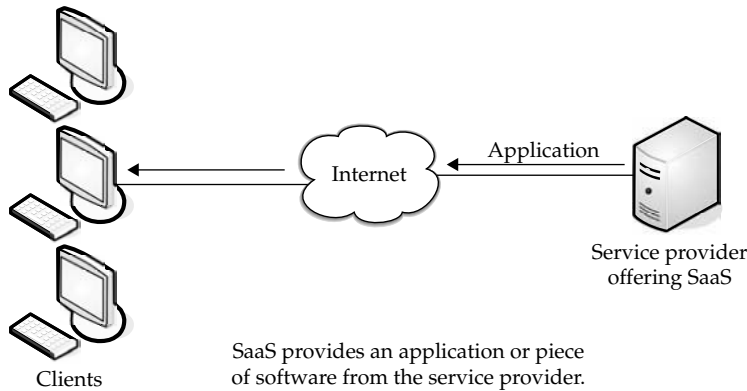 Application
Internet
Service provider
offering SaaS
Clients
SaaS provides an application or piece
of software from the service provider.